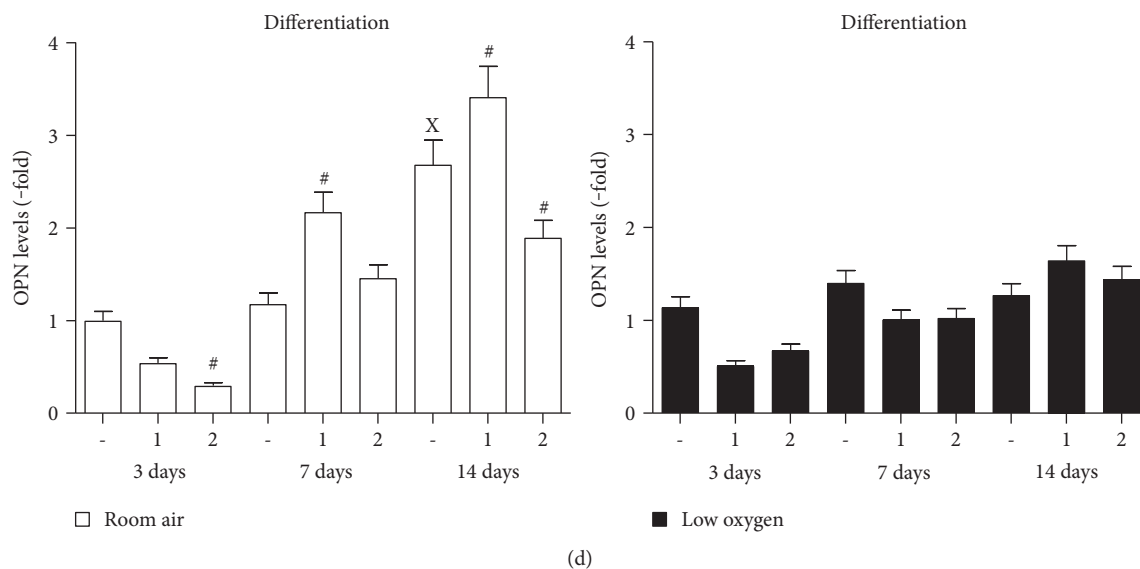 Differentiation
4
3
2
1
0
OPN levels (-fold)
#
#
X
#
#
- 1 2 - 1 2 - 1 2
3 days 7 days 14 days
Room air
Differentiation
4
3
2
1
0
OPN levels (-fold)
- 1 2 - 1 2 - 1 2
3 days 7 days 14 days
Low oxygen
(d)